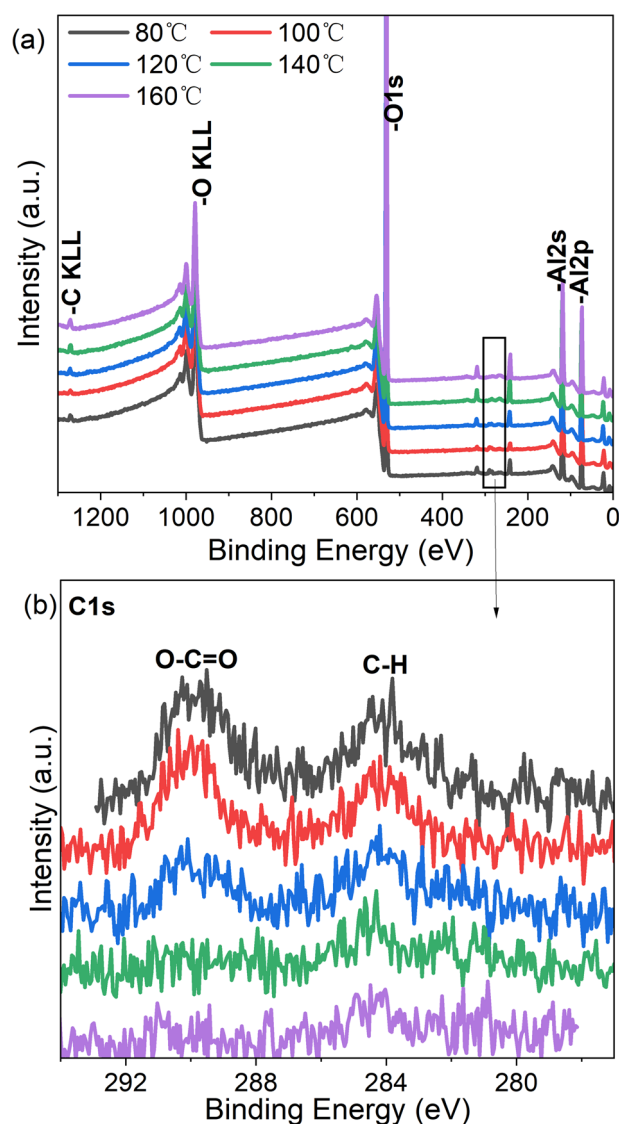 (a)
80℃ 100℃
120℃ 140℃
160℃
-C KLL
-O KLL
-O1s
-Al2s
-Al2p
Intensity (a.u.)
1200 1000 800 600 400 200 0
Binding Energy (eV)
(b) C1s
O-C=O
C-H
Intensity (a.u.)
292 288 284 280
Binding Energy (eV)